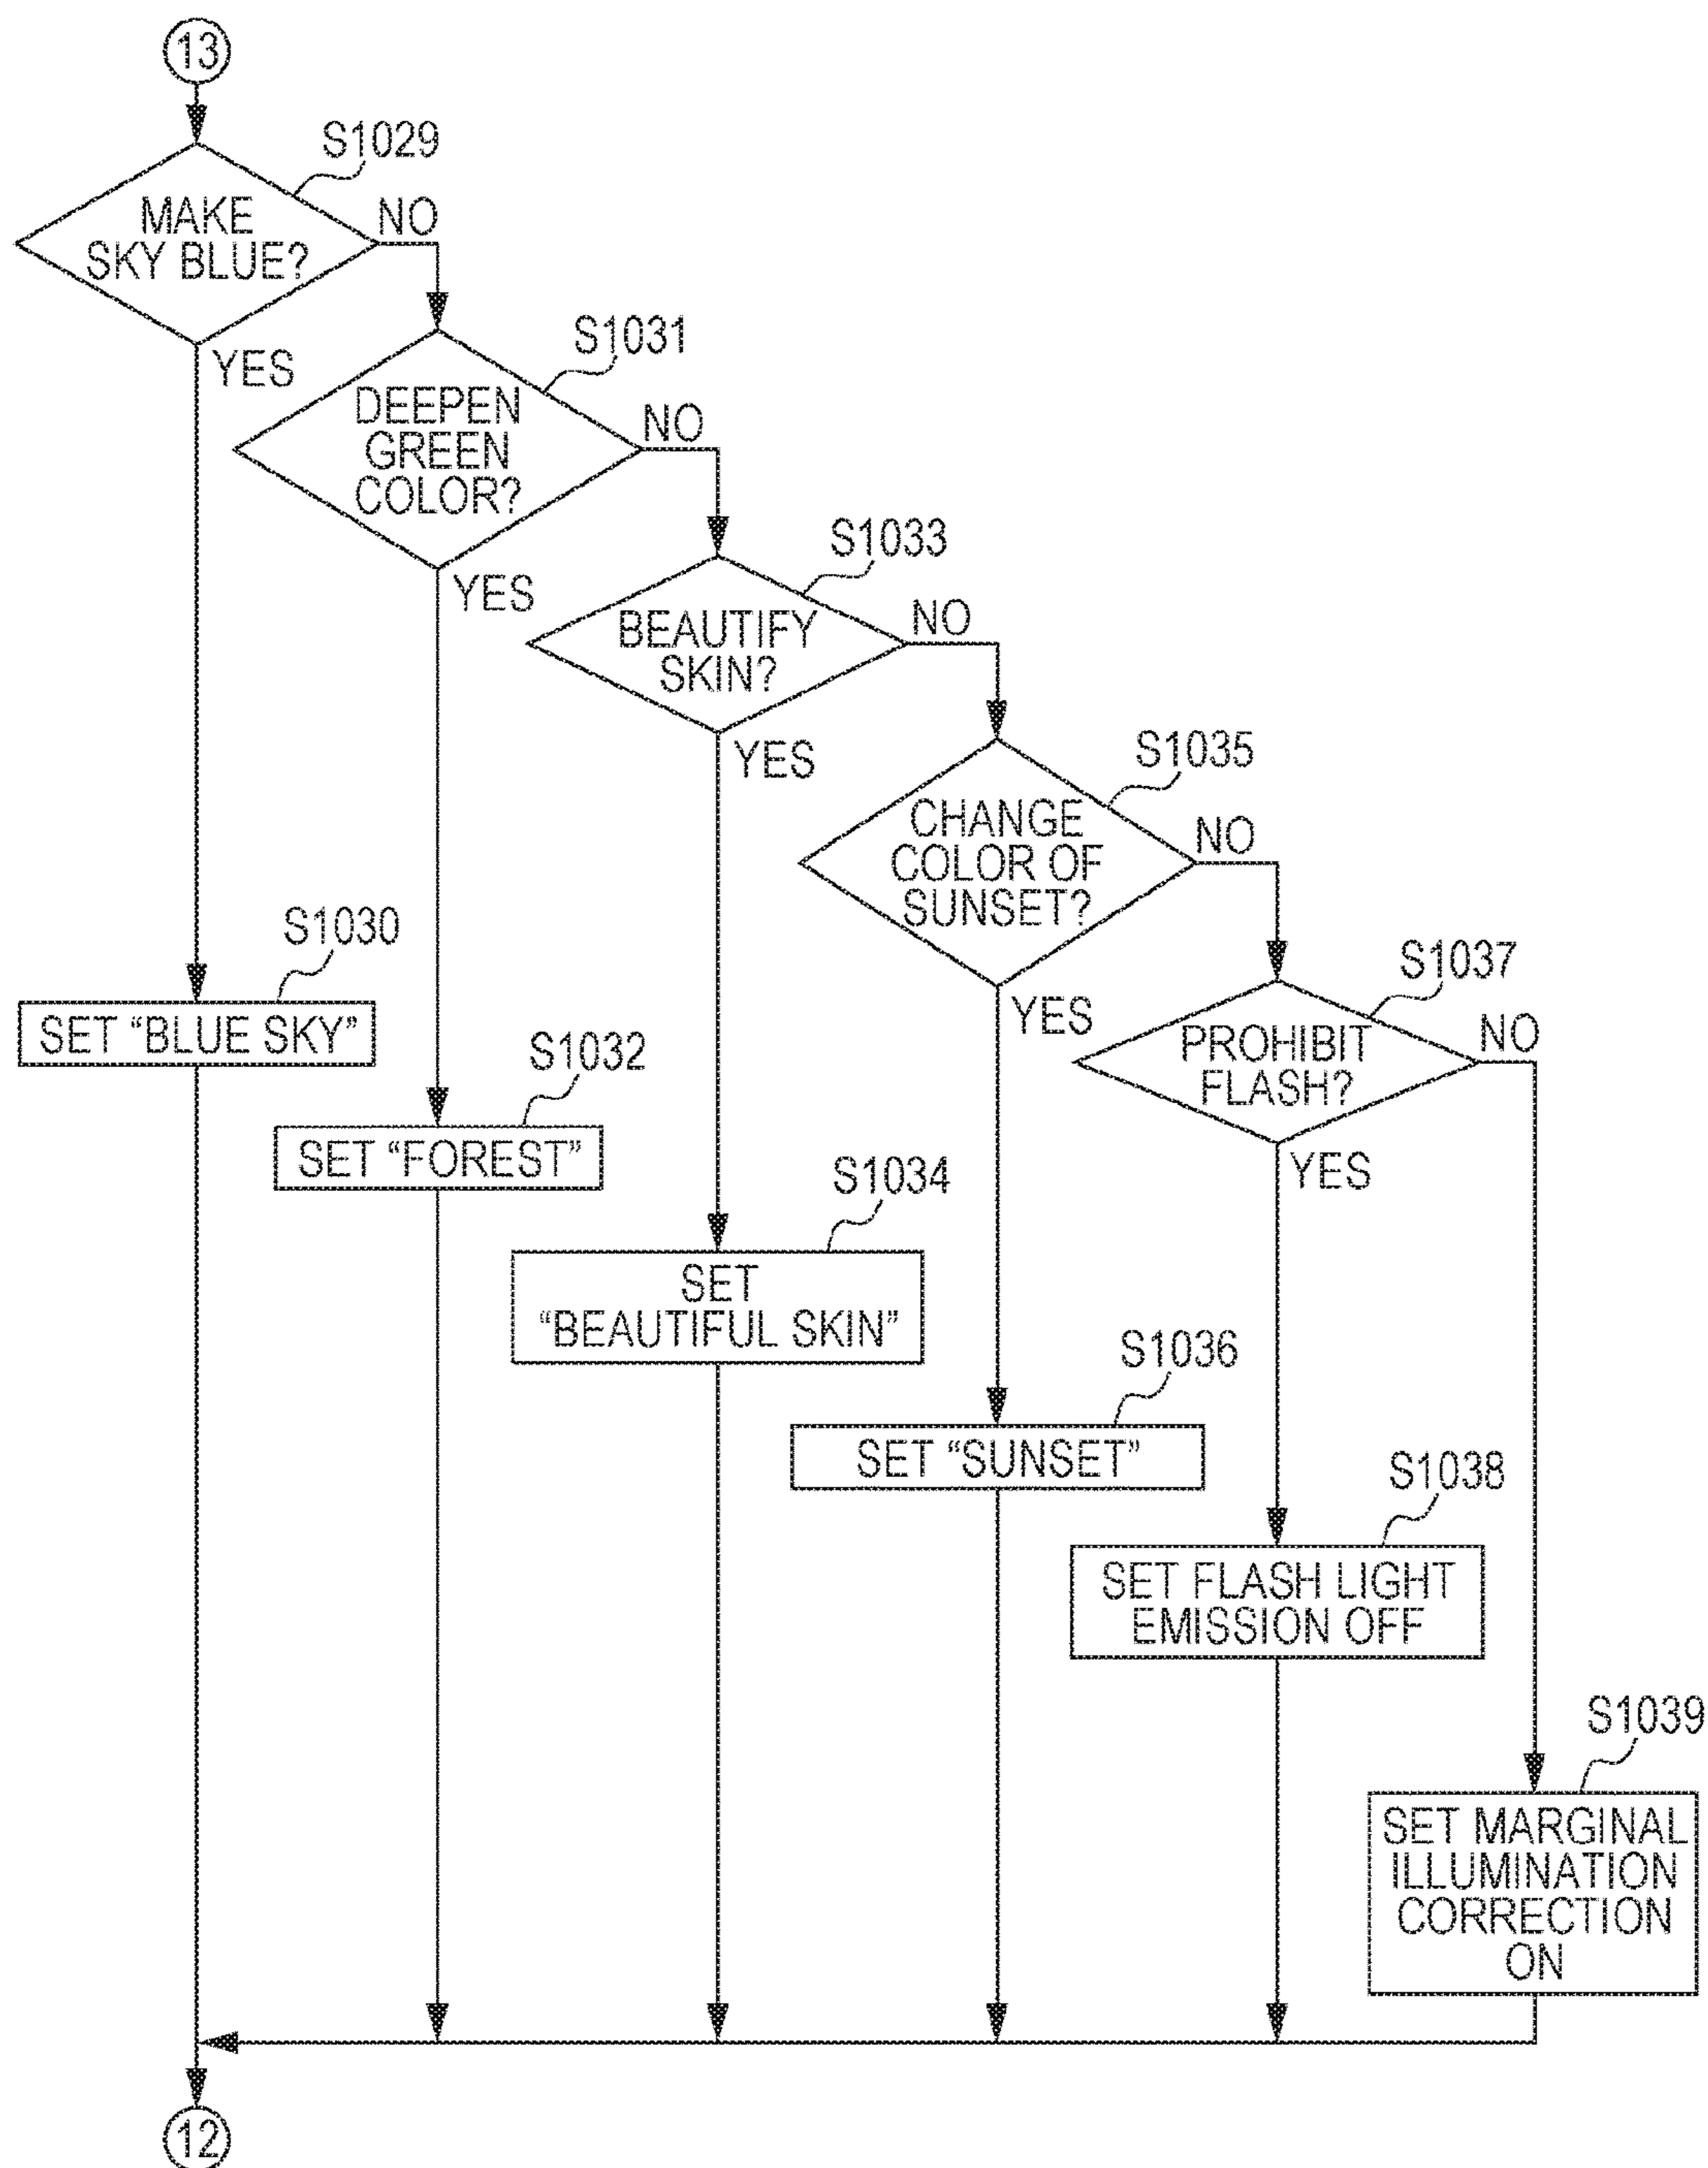 13
S1029
MAKE
SKY BLUE?
NO
YES
S1031
DEEPEN
GREEN
COLOR?
NO
YES
S1033
BEAUTIFY
SKIN?
NO
YES
S1035
CHANGE
COLOR OF
SUNSET?
NO
YES
S1037
PROHIBIT
FLASH?
NO
YES
S1030
SET “BLUE SKY”
S1032
SET “FOREST”
S1034
SET
“BEAUTIFUL SKIN”
S1036
SET “SUNSET”
S1038
SET FLASH LIGHT
EMISSION OFF
S1039
SET MARGINAL
ILLUMINATION
CORRECTION
ON
12